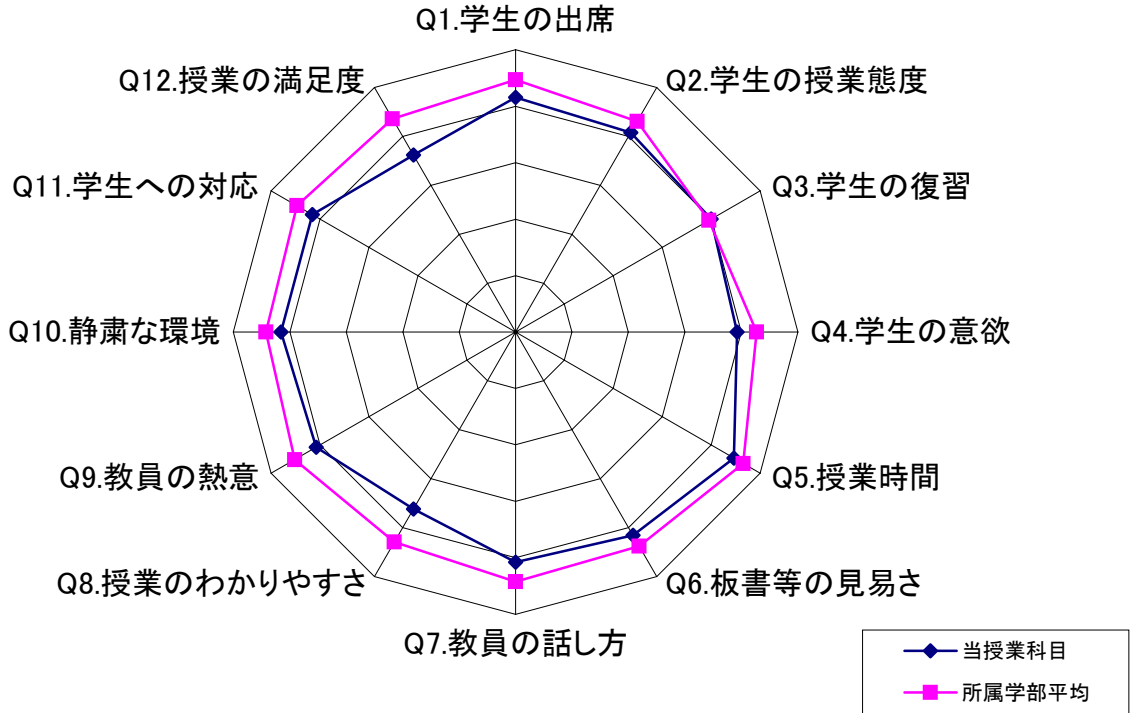 Q1.学生の出席
Q2.学生の授業態度
Q3.学生の復習
Q4.学生の意欲
Q5.授業時間
Q6.板書等の見易さ
Q7.教員の話し方
Q8.授業のわかりやすさ
Q9.教員の熱意
Q10.静粛な環境
Q11.学生への対応
Q12.授業の満足度
当授業科目
所属学部平均